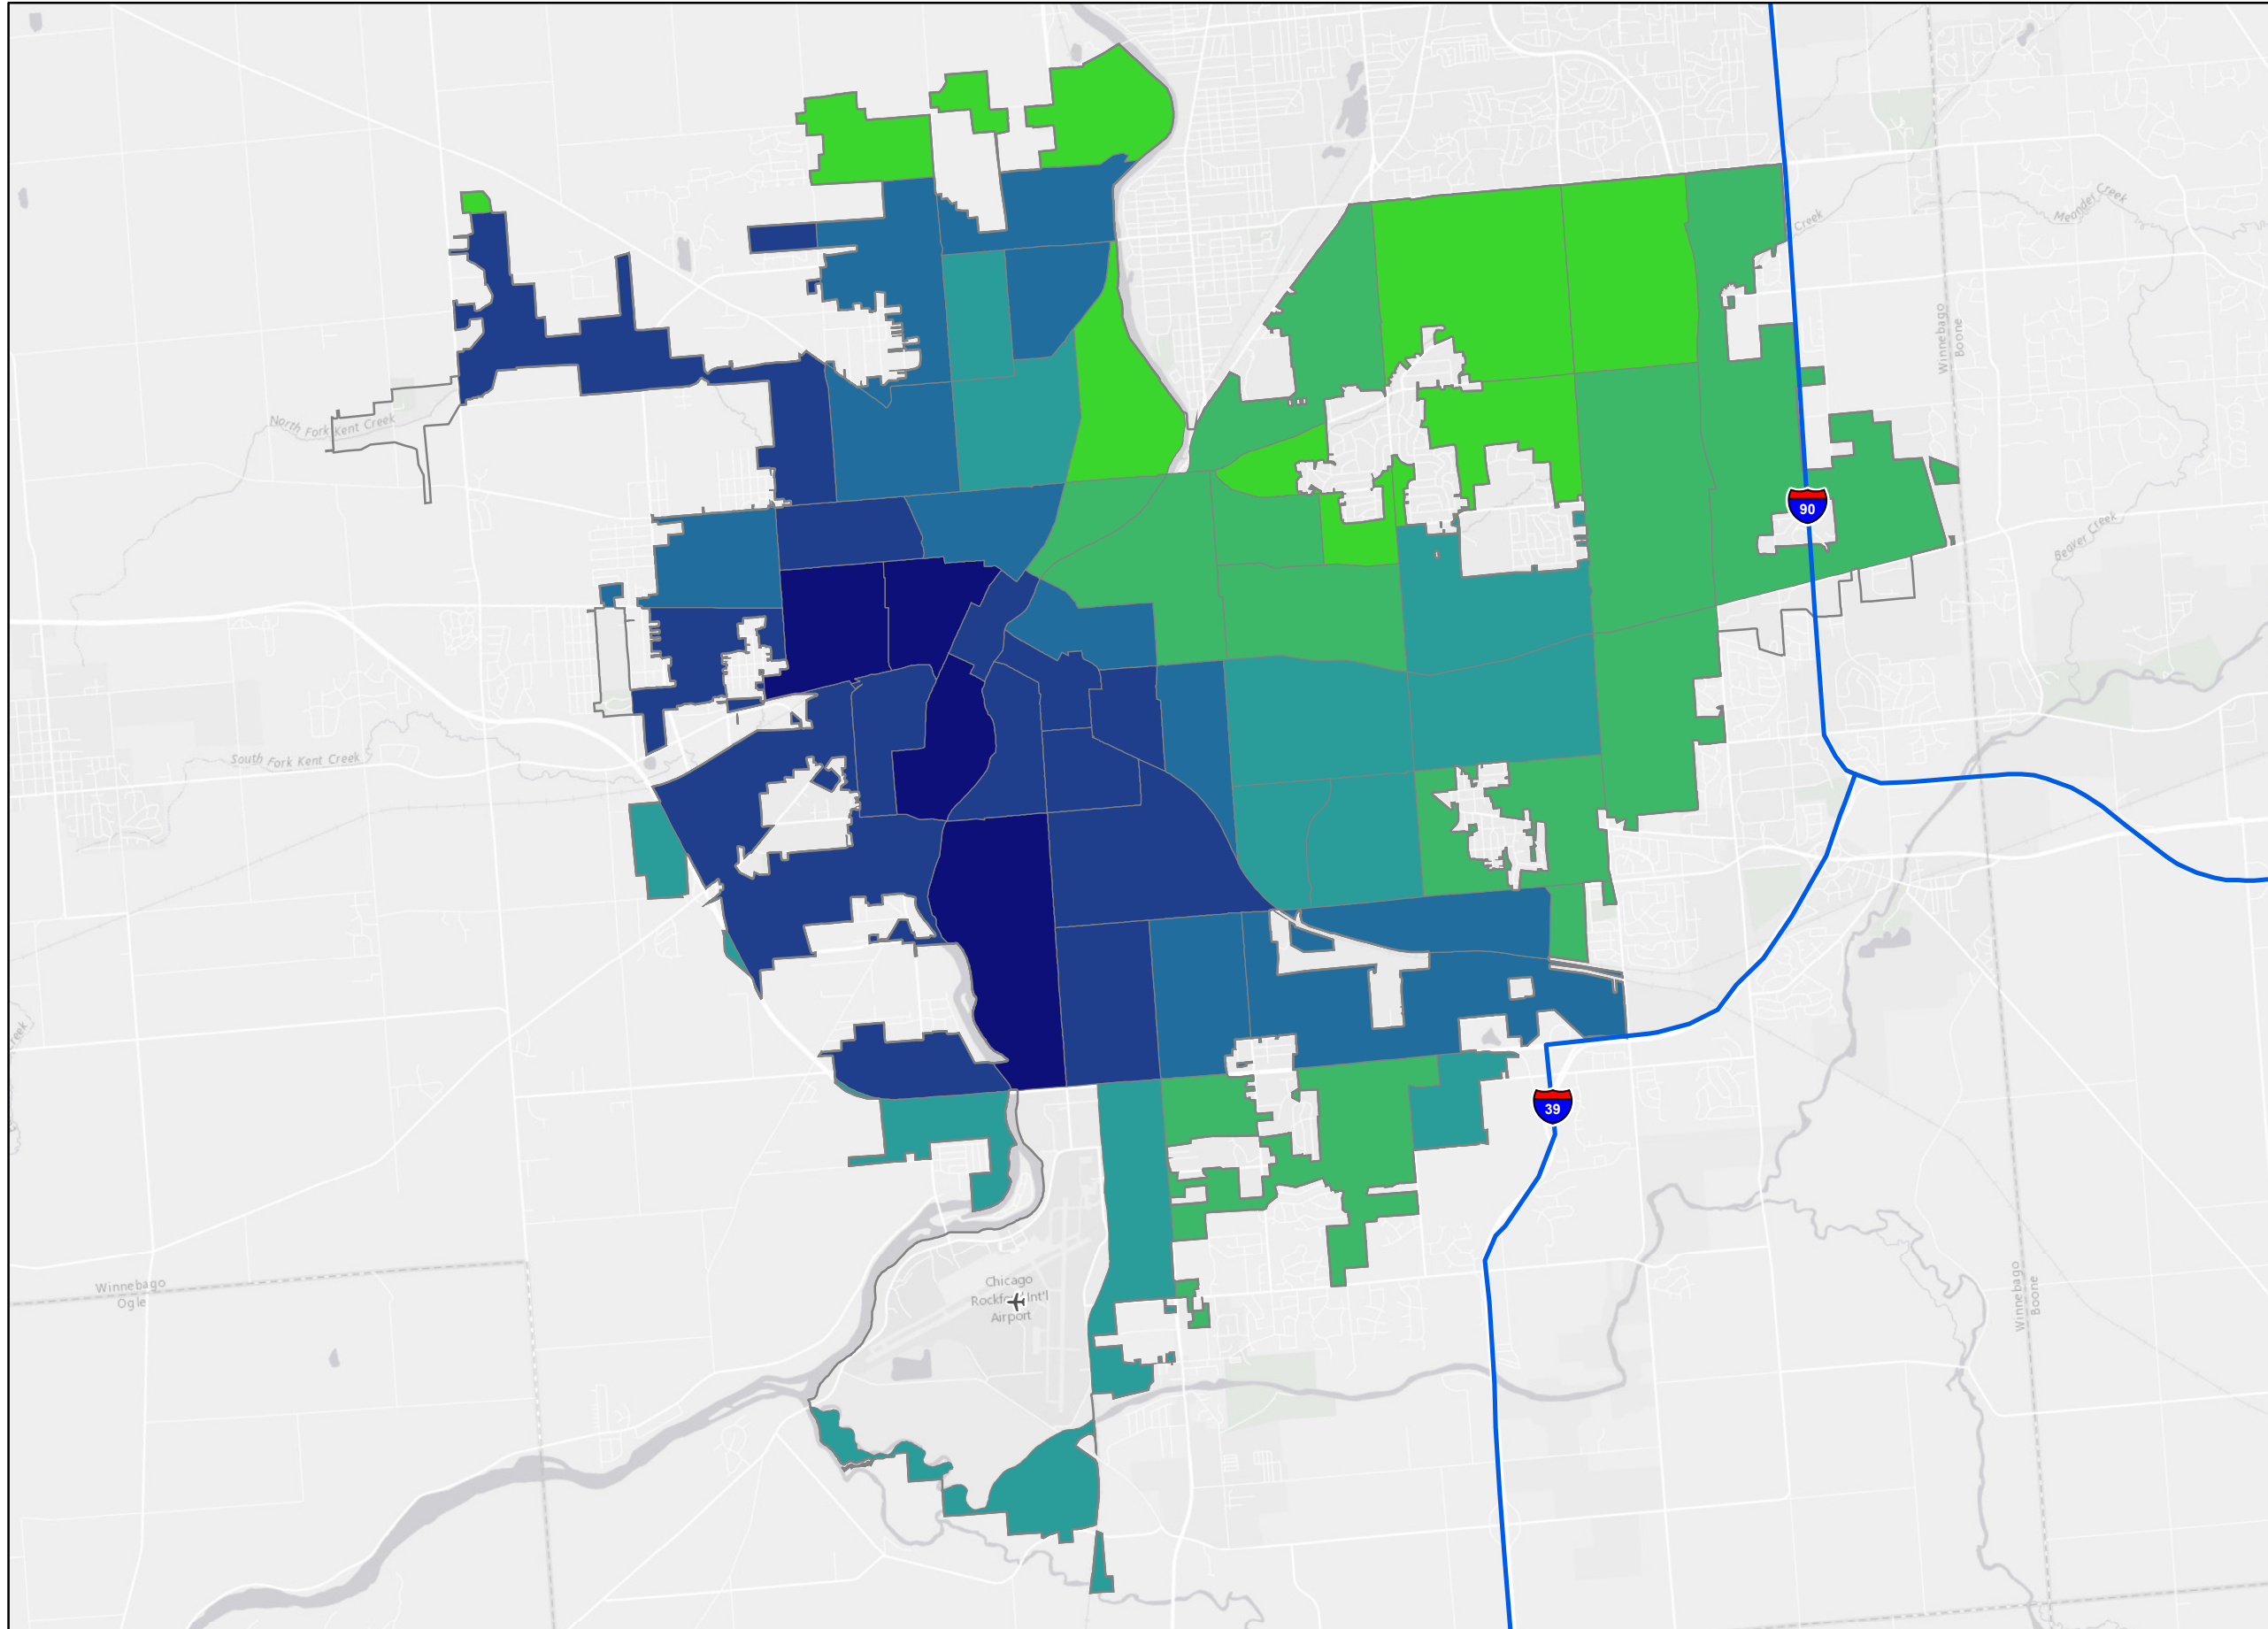 Meander Creek
Creek
Winnebago
Boone
North Fork Kent Creek
90
Beaver Creek
South Fork Kent Creek
Creek
39
Winnebago
Ogle
Chicago
Rockford Int'l
Airport
Winnebago
Boone